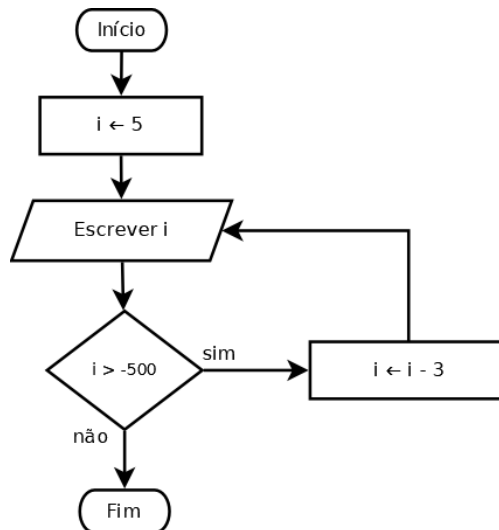 Início
i ← 5
Escrever i
i > -500
sim
i ← i - 3
não
Fim